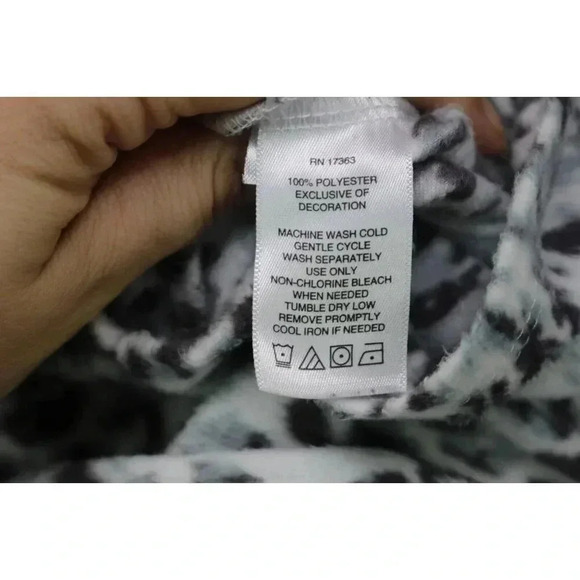 RN 17363
100% POLYESTER
EXCLUSIVE OF
DECORATION
MACHINE WASH COLD
GENTLE CYCLE
WASH SEPARATELY
USE ONLY
NON-CHLORINE BLEACH
WHEN NEEDED
TUMBLE DRY LOW
REMOVE PROMPTLY
COOL IRON IF NEEDED